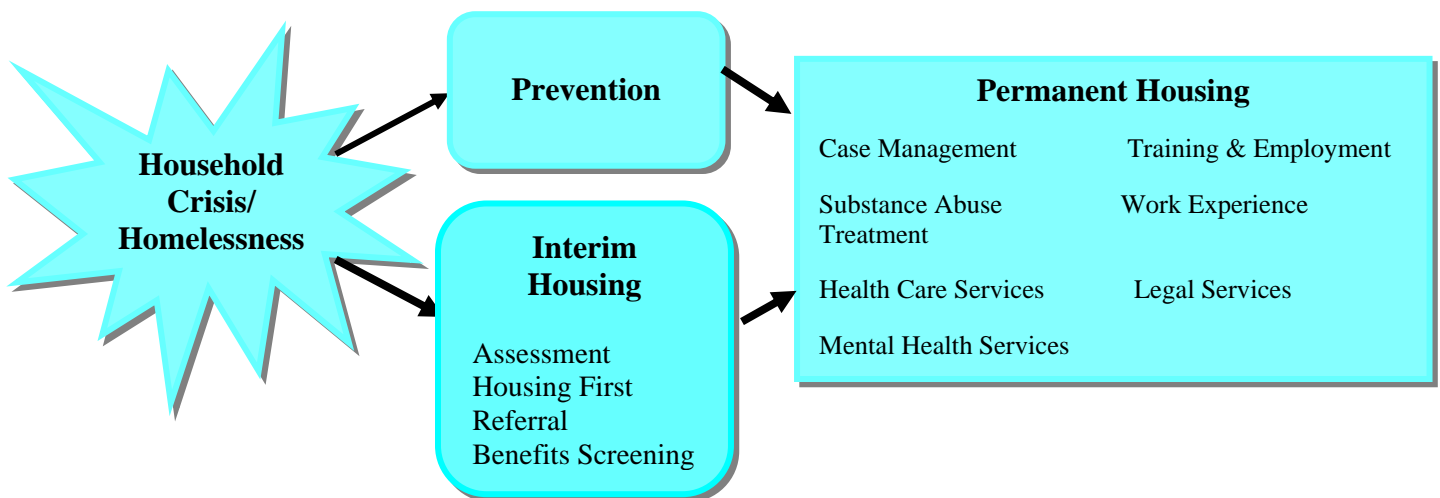 Household
Crisis/
Homelessness
Prevention
Interim
Housing
Assessment
Housing First
Referral
Benefits Screening
Permanent Housing
Case Management Training & Employment
Substance Abuse Work Experience
Treatment
Health Care Services Legal Services
Mental Health Services